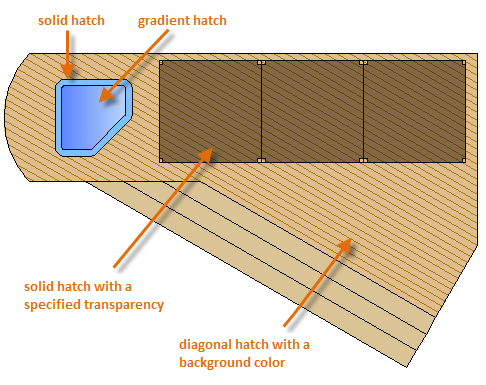 solid hatch
gradient hatch
solid hatch with a
specified transparency
diagonal hatch with a
background color